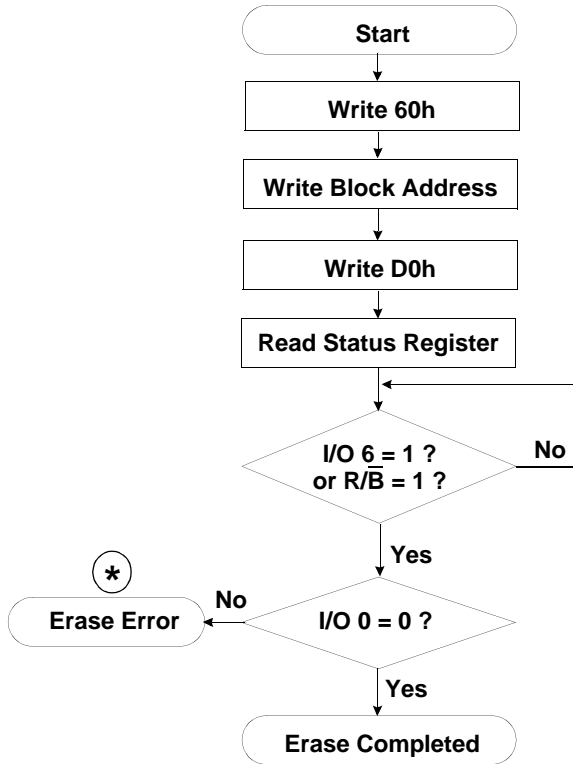 Start
Write 60h
Write Block Address
Write D0h
Read Status Register
I/O 6 = 1 ?
or R/B̅ = 1 ?
No
Yes
*
No
Erase Error
I/O 0 = 0 ?
Yes
Erase Completed